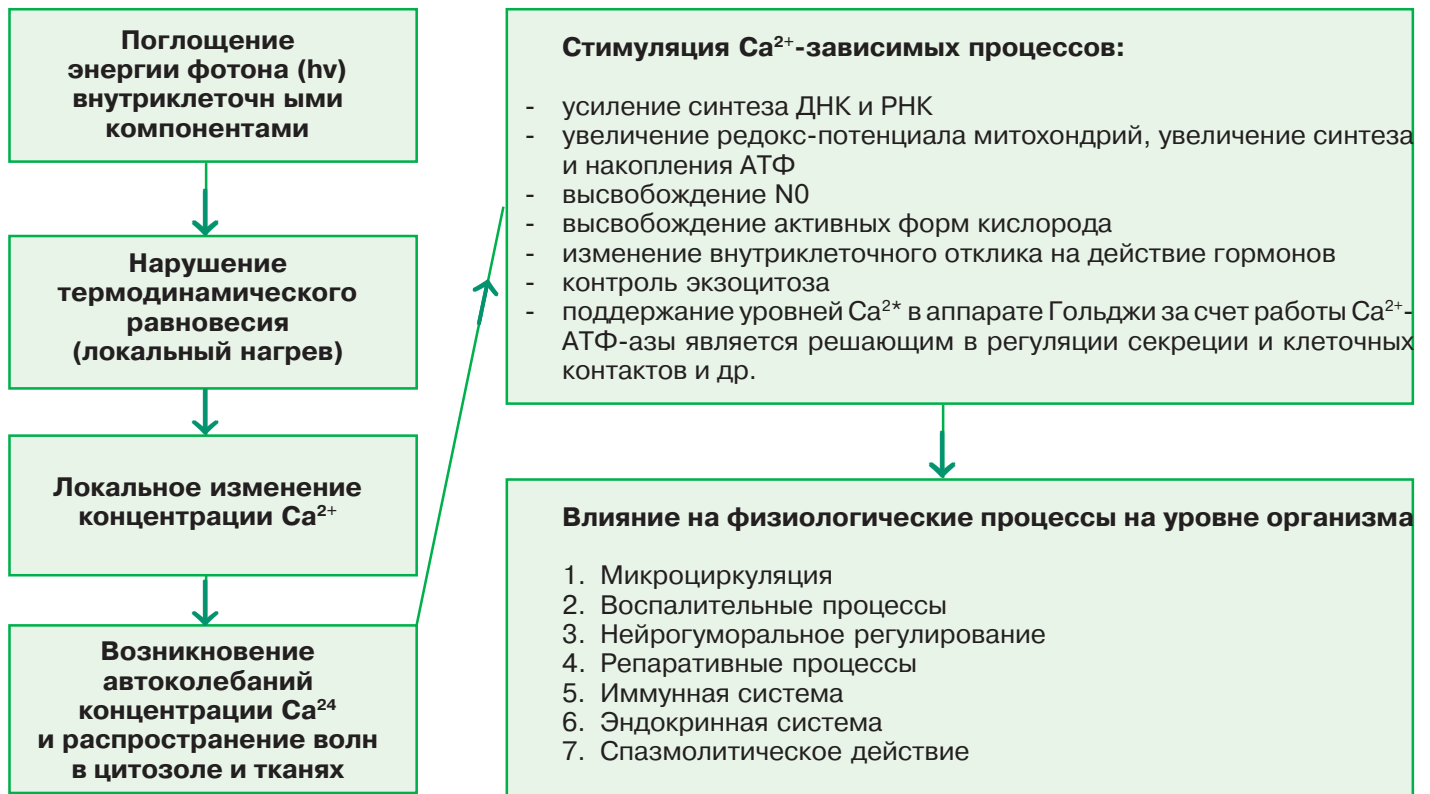 Поглощение
энергии фотона (hv)
внутриклеточн ыми
компонентами
Нарушение
термодинамического
равновесия
(локальный нагрев)
Локальное изменение
концентрации Ca²⁺
Возникновение
автоколебаний
концентрации Ca²⁴
и распространение волн
в цитозоле и тканях
Стимуляция Ca²⁺-зависимых процессов:
- усиление синтеза ДНК и РНК
- увеличение редокс-потенциала митохондрий, увеличение синтеза
и накопления АТФ
- высвобождение N0
- высвобождение активных форм кислорода
- изменение внутриклеточного отклика на действие гормонов
- контроль экзоцитоза
- поддержание уровней Ca²* в аппарате Гольджи за счет работы Ca²⁺-
АТФ-азы является решающим в регуляции секреции и клеточных
контактов и др.
Влияние на физиологические процессы на уровне организма
1. Микроциркуляция
2. Воспалительные процессы
3. Нейрогуморальное регулирование
4. Репаративные процессы
5. Иммунная система
6. Эндокринная система
7. Спазмолитическое действие